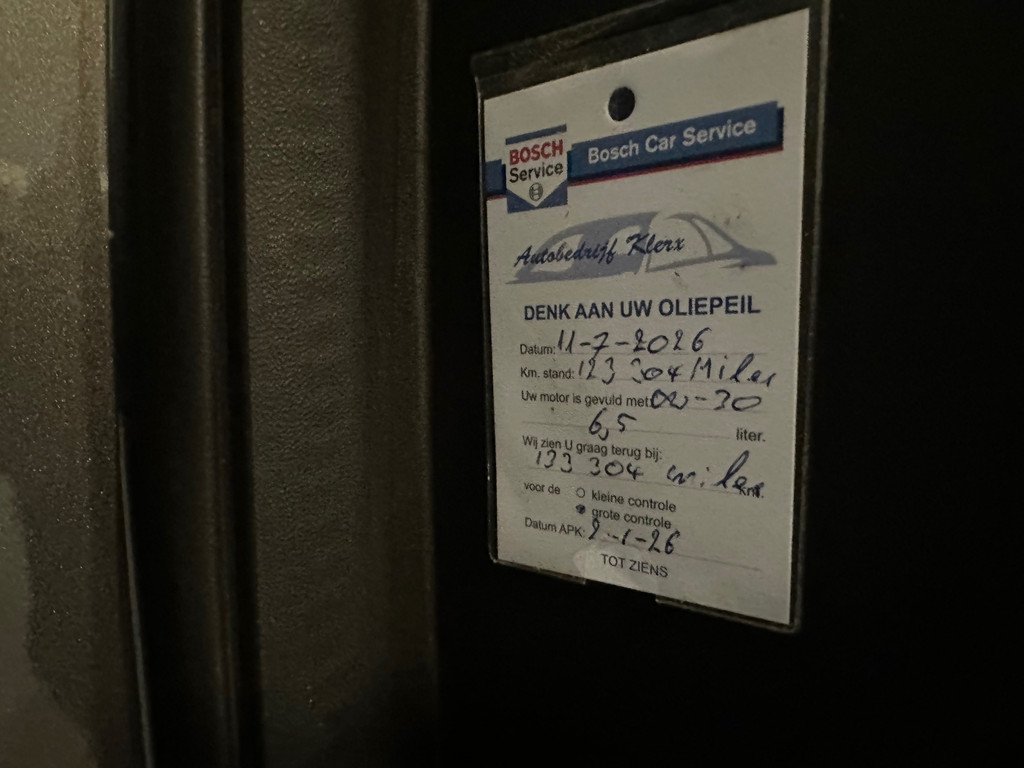 BOSCH
Service
Bosch Car Service
Autobedrijf Klerx
DENK AAN UW OLIEPEIL
Datum: 11-7-2026
Km. stand: 123 304 Miles
Uw motor is gevuld met: 0W-30
6,5 liter.
Wij zien U graag terug bij:
133 304 miles km.
voor de kleine controle
grote controle
Datum APK: 2-1-26
TOT ZIENS